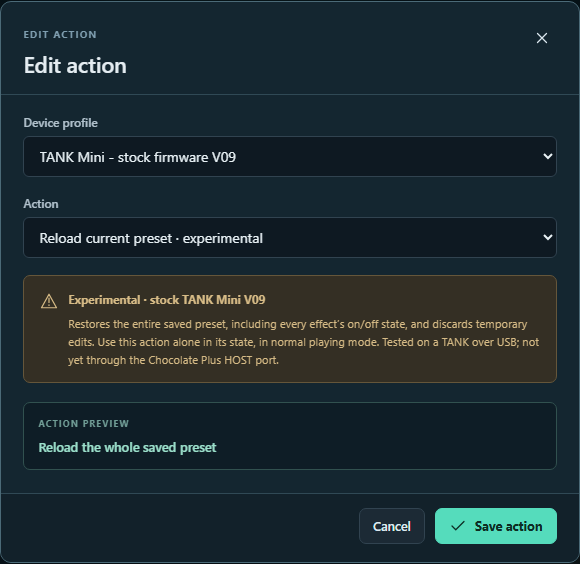 EDIT ACTION
Edit action
Device profile
TANK Mini - stock firmware V09
Action
Reload current preset · experimental
Experimental · stock TANK Mini V09
Restores the entire saved preset, including every effect's on/off state, and discards temporary
edits. Use this action alone in its state, in normal playing mode. Tested on a TANK over USB; not
yet through the Chocolate Plus HOST port.
ACTION PREVIEW
Reload the whole saved preset
Cancel
Save action